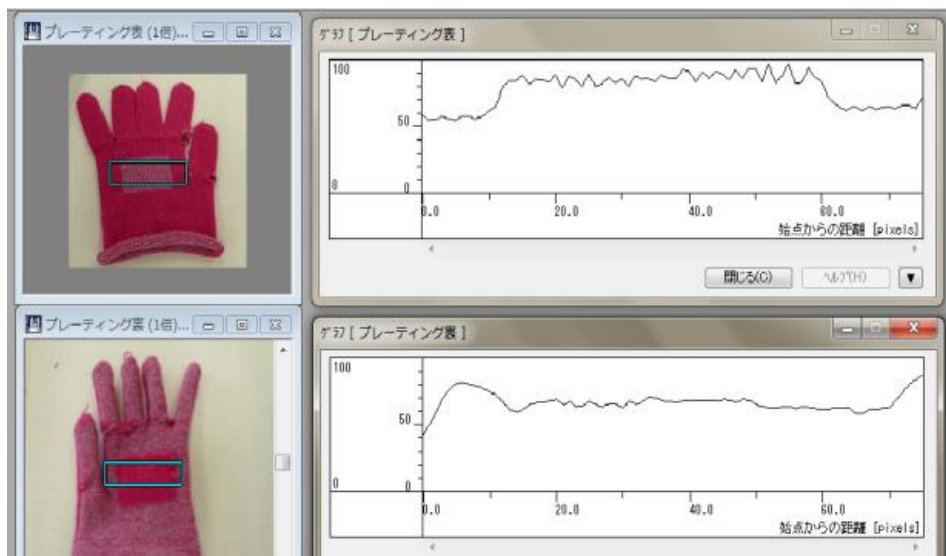 プレーティング表 (1倍)...
グラフ [ プレーティング表 ]
100
50
0
0
0.0
20.0
40.0
60.0
始点からの距離 [pixels]
閉じる(C)
ヘルプ(H)
プレーティング裏 (1倍)...
グラフ [ プレーティング裏 ]
100
50
0
0
0.0
20.0
40.0
60.0
始点からの距離 [pixels]